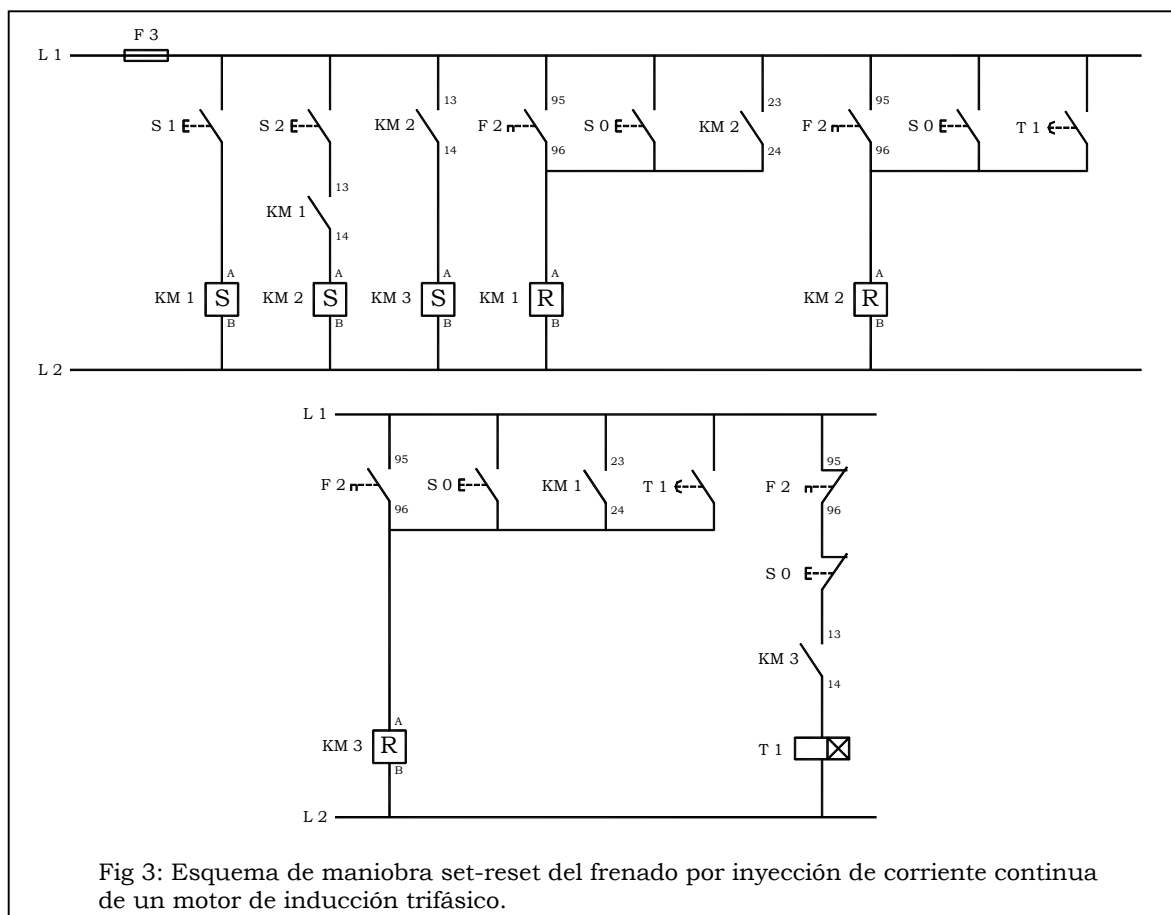 F 3
L 1
S 1
S 2
KM 2
13
14
F 2
95
96
S 0
KM 2
23
24
F 2
95
96
S 0
T 1
KM 1
13
14
KM 1
S
A
B
KM 2
S
A
B
KM 3
S
A
B
KM 1
R
A
B
KM 2
R
A
B
L 2
L 1
F 2
95
96
S 0
KM 1
23
24
T 1
F 2
95
96
S 0
KM 3
13
14
KM 3
R
A
B
T 1
L 2
Fig 3: Esquema de maniobra set-reset del frenado por inyección de corriente continua
de un motor de inducción trifásico.